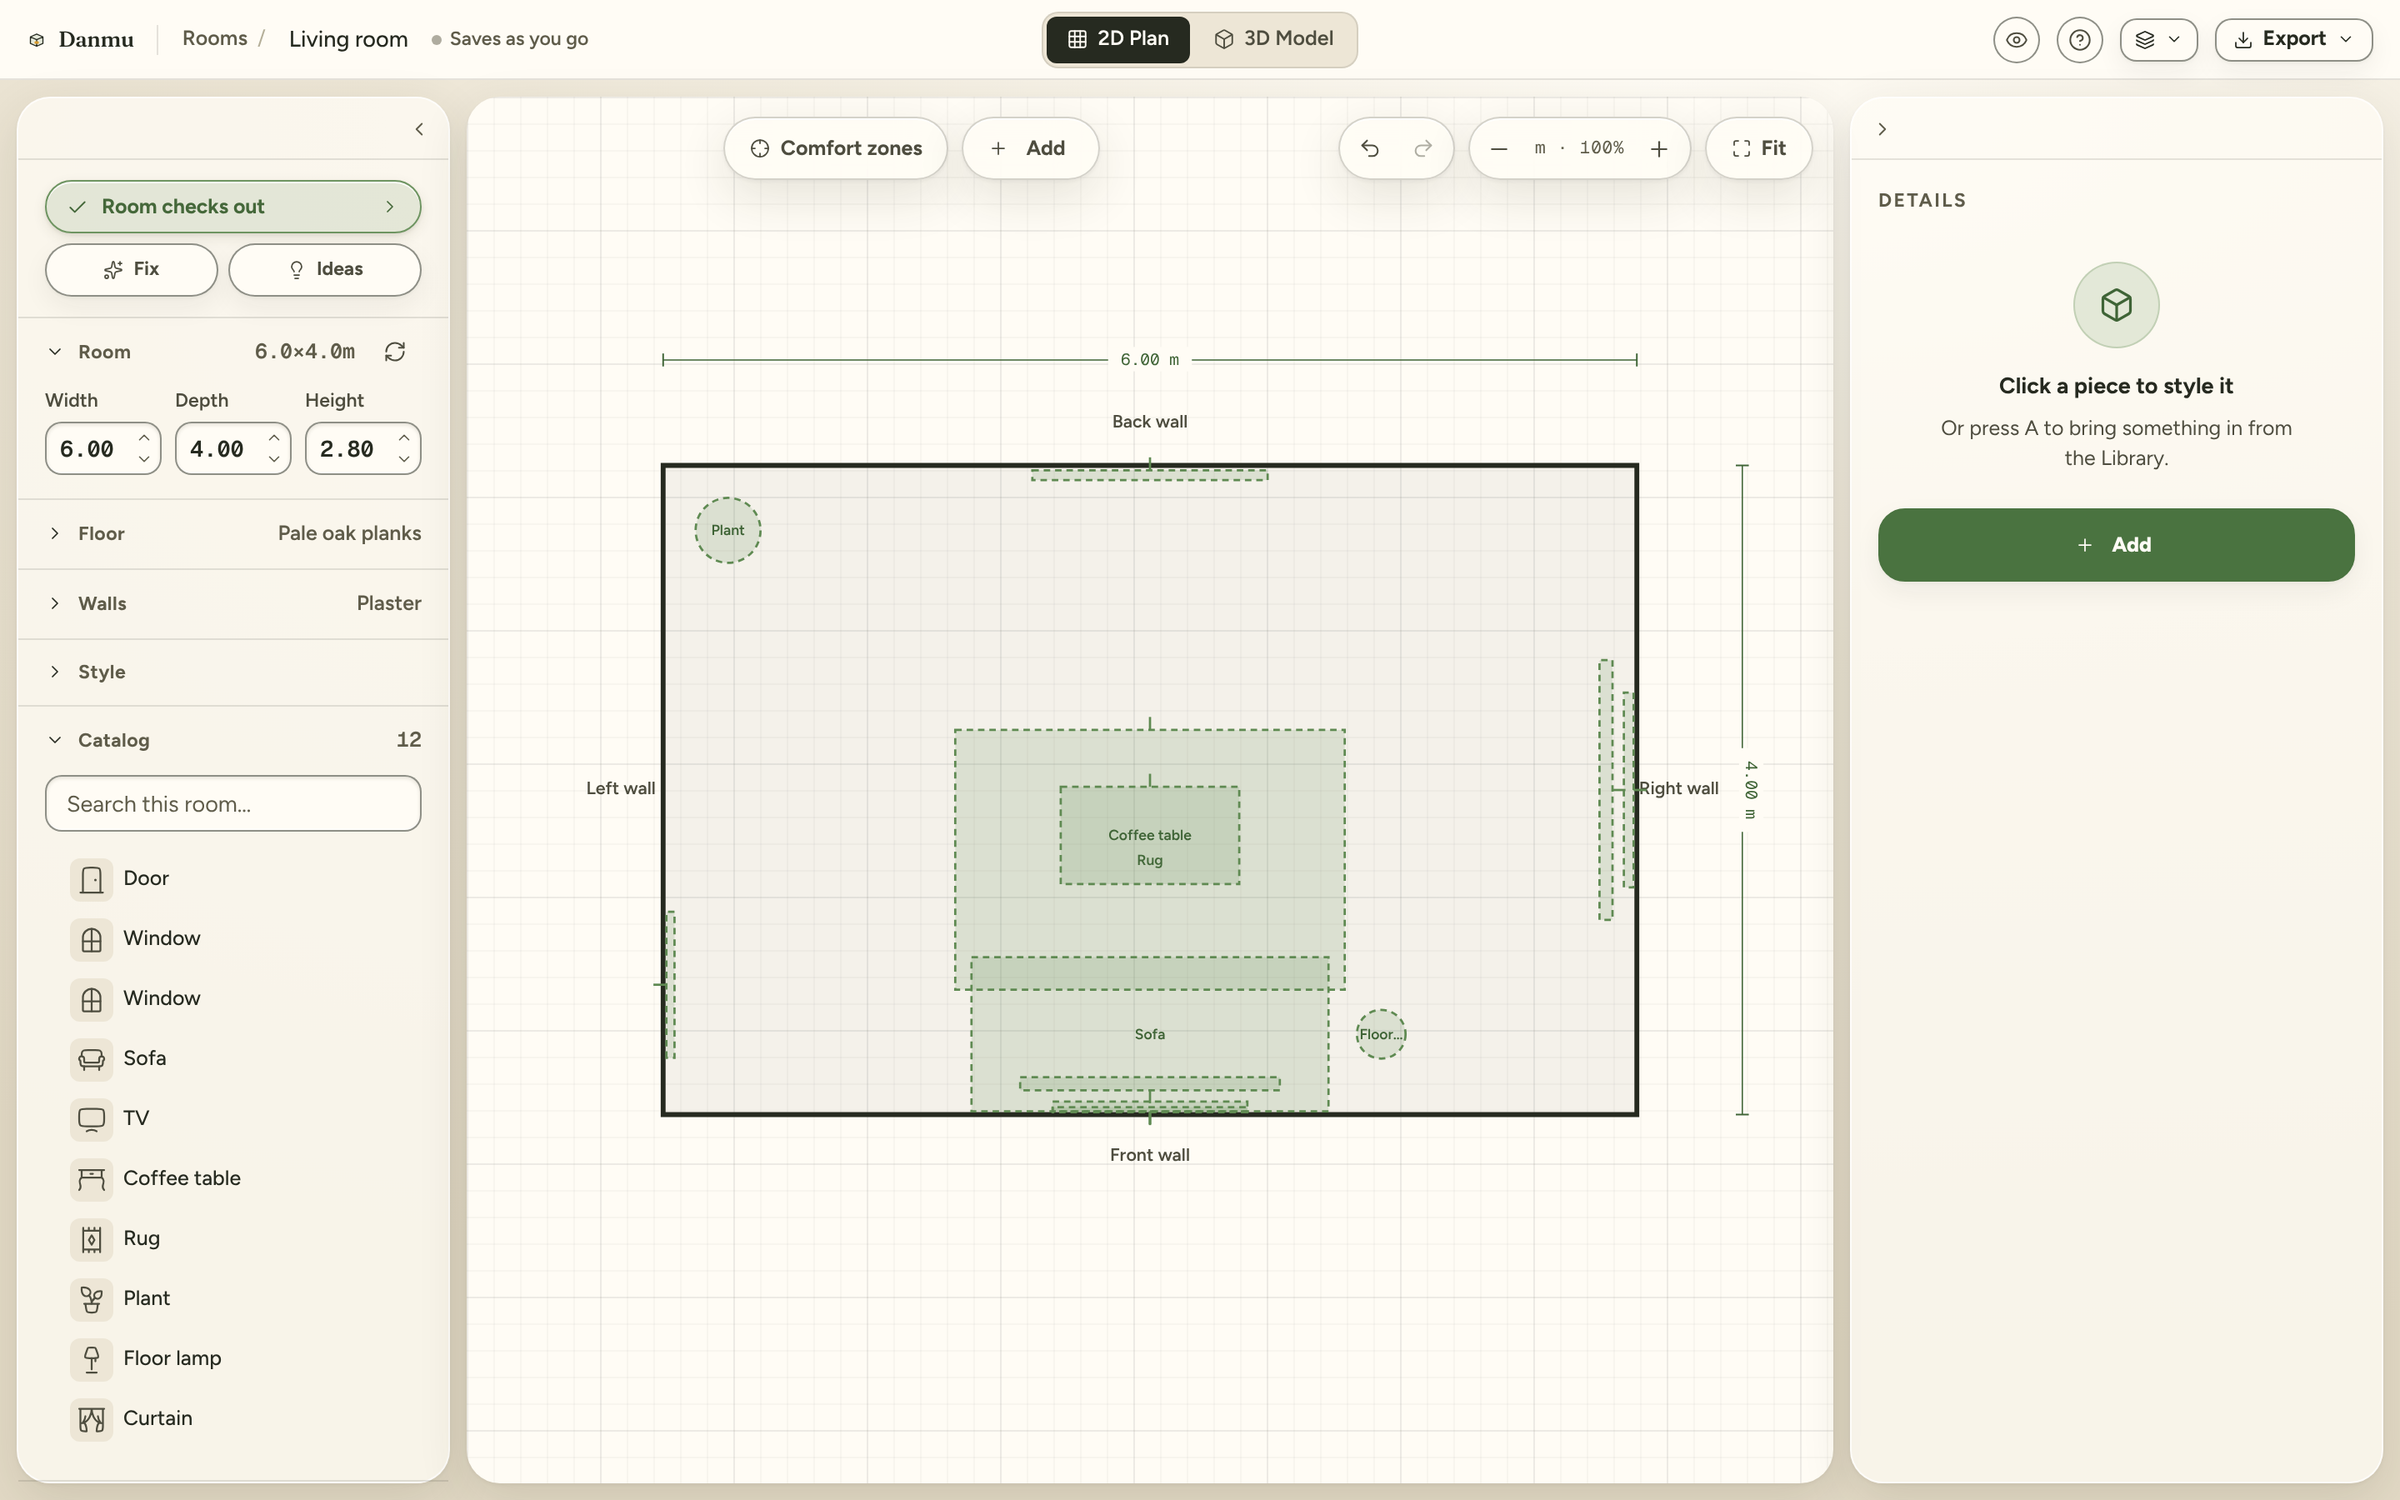 Danmu
Rooms / Living room
Saves as you go
2D Plan
3D Model
Export
Room checks out
Fix
Ideas
Room 6.0×4.0m
Width Depth Height
6.00 4.00 2.80
Floor Pale oak planks
Walls Plaster
Style
Catalog 12
Search this room...
Door
Window
Window
Sofa
TV
Coffee table
Rug
Plant
Floor lamp
Curtain
Comfort zones
+ Add
m · 100%
Fit
6.00 m
Back wall
Plant
Left wall
Right wall
4.00 m
Coffee table
Rug
Sofa
Floor...
Front wall
DETAILS
Click a piece to style it
Or press A to bring something in from
the Library.
+ Add